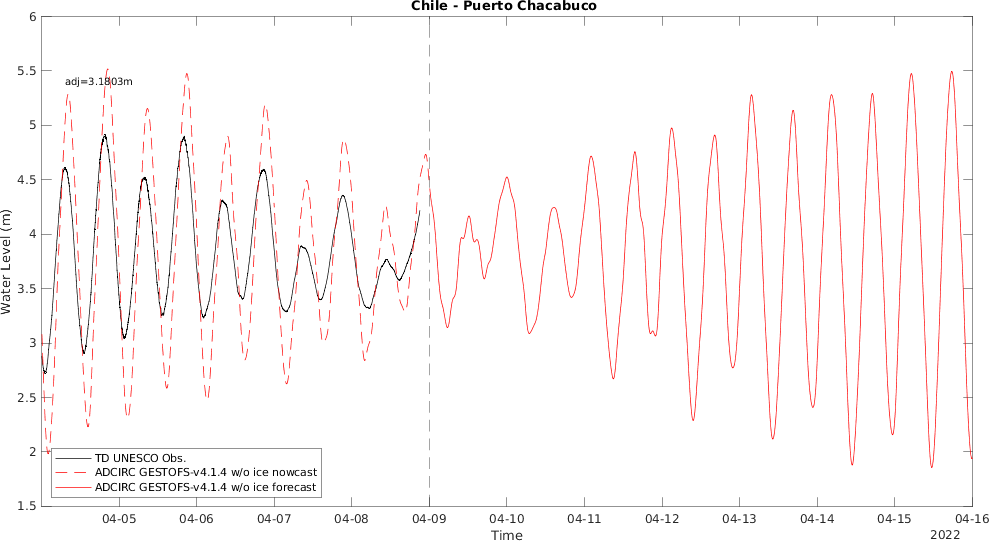 Chile - Puerto Chacabuco
6
5.5
5
4.5
4
3.5
3
2.5
2
1.5
Water Level (m)
adj=3.1803m
TD UNESCO Obs.
ADCIRC GESTOFS-v4.1.4 w/o ice nowcast
ADCIRC GESTOFS-v4.1.4 w/o ice forecast
04-05 04-06 04-07 04-08 04-09 04-10 04-11 04-12 04-13 04-14 04-15 04-16
Time
2022